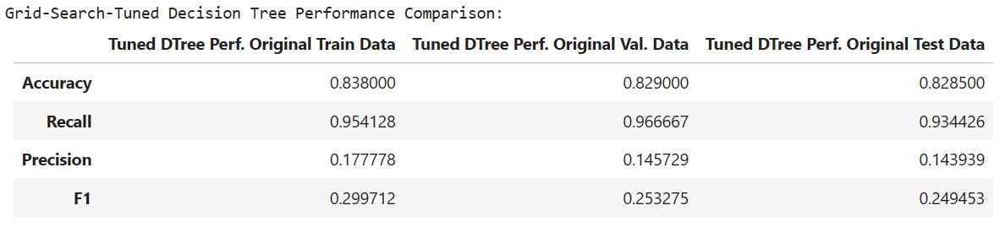 Grid-Search-Tuned Decision Tree Performance Comparison:
Tuned DTree Perf. Original Train Data Tuned DTree Perf. Original Val. Data Tuned DTree Perf. Original Test Data
Accuracy 0.838000 0.829000 0.828500
Recall 0.954128 0.966667 0.934426
Precision 0.177778 0.145729 0.143939
F1 0.299712 0.253275 0.249453